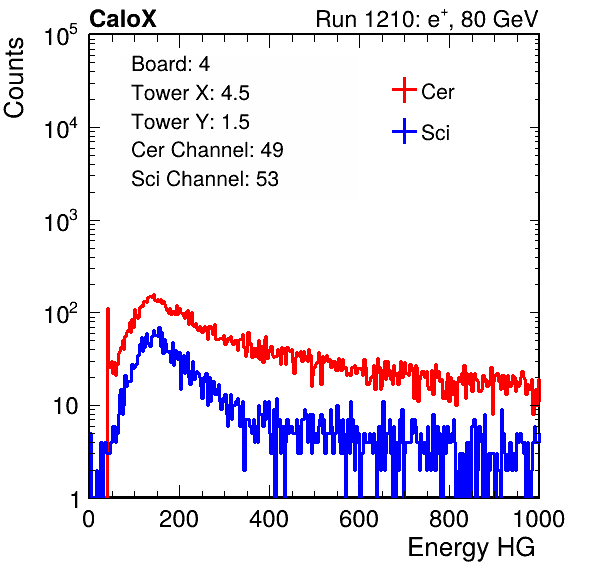 CaloX Run 1210: e⁺, 80 GeV
Counts
Board: 4
Tower X: 4.5
Tower Y: 1.5
Cer Channel: 49
Sci Channel: 53
Cer
Sci
10⁵
10⁴
10³
10²
10
1
0 200 400 600 800 1000
Energy HG